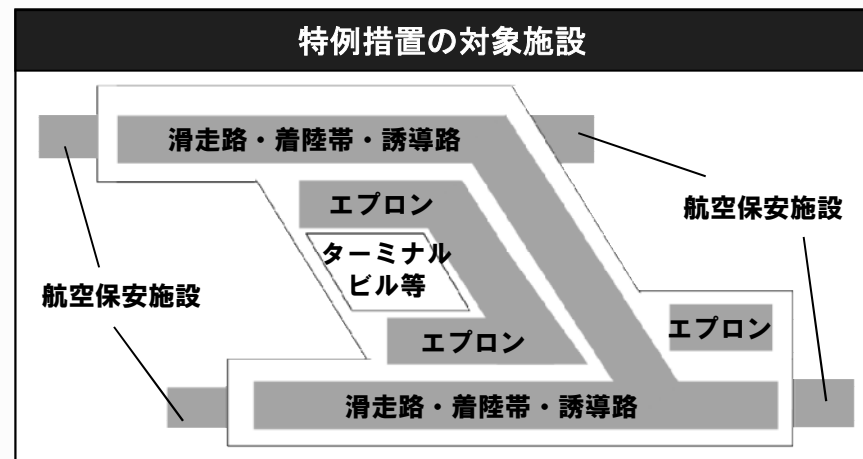 特例措置の対象施設
滑走路・着陸帯・誘導路
エプロン
航空保安施設
ターミナル
ビル等
航空保安施設
エプロン
エプロン
滑走路・着陸帯・誘導路